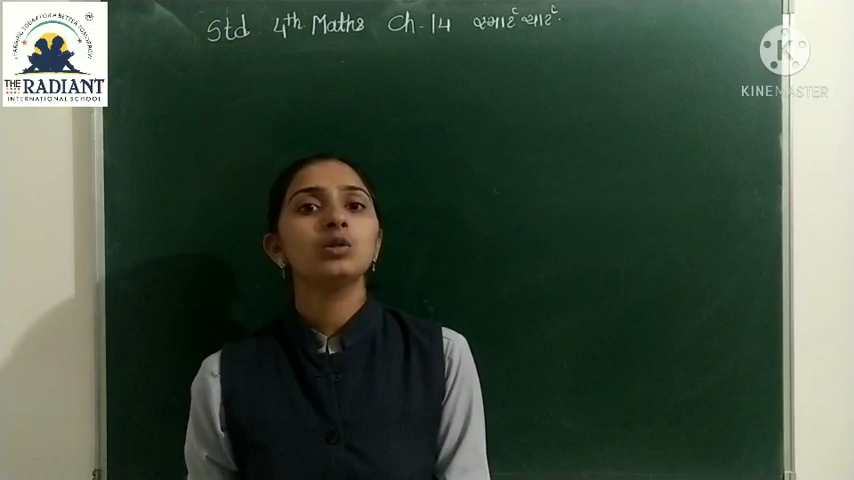 Std 4th Maths Ch-14 સ્માર્ટ ચાર્ટ.
THE RADIANT
INTERNATIONAL SCHOOL
KINEMASTER